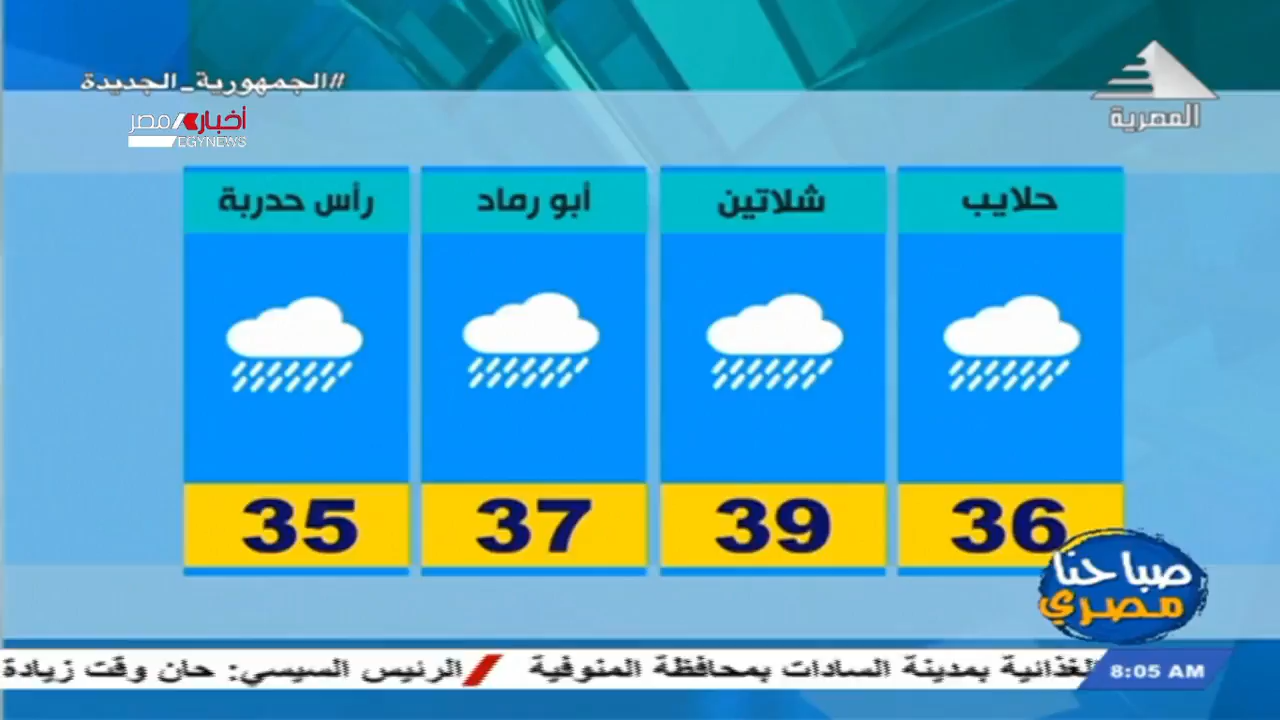 #الجمهورية_الجديدة
أخبار مصر
EGYNEWS
المصرية
حلايب
شلاتين
أبو رماد
رأس حدربة
36
39
37
35
صباحنا
مصري
8:05 AM
الغذائية بمدينة السادات بمحافظة المنوفية
الرئيس السيسي: حان وقت زيادة